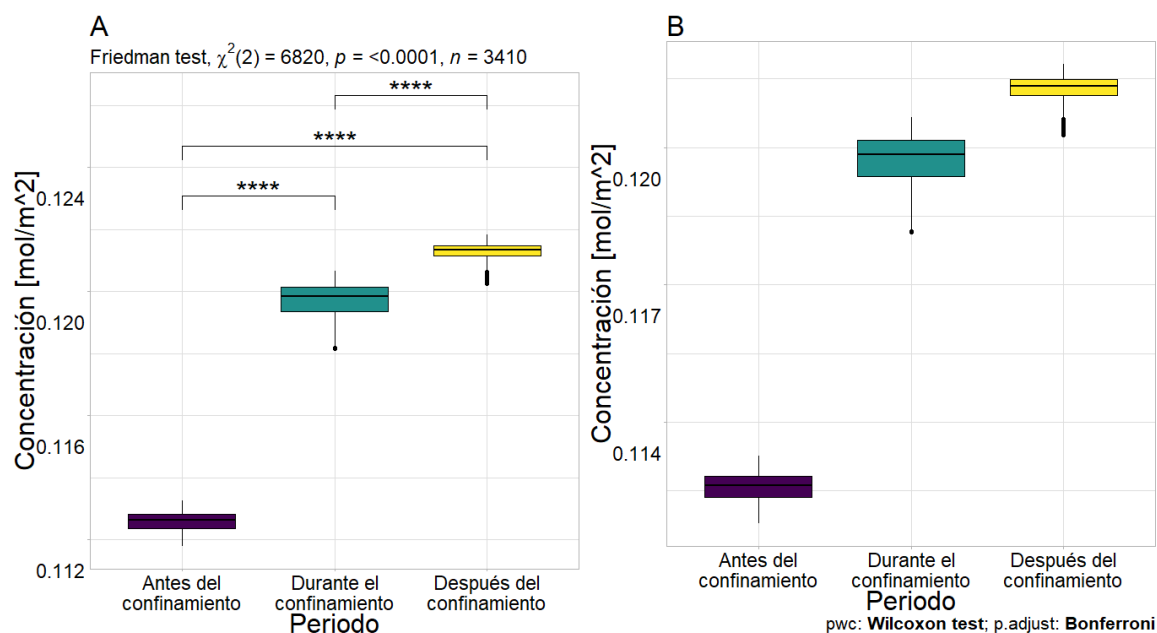 A
Friedman test, χ²(2) = 6820, p = <0.0001, n = 3410
****
****
****
Concentración [mol/m^2]
0.124
0.120
0.116
0.112
Antes del
confinamiento
Durante el
confinamiento
Después del
confinamiento
Periodo
B
Concentración [mol/m^2]
0.120
0.117
0.114
Antes del
confinamiento
Durante el
confinamiento
Después del
confinamiento
Periodo
pwc: Wilcoxon test; p.adjust: Bonferroni